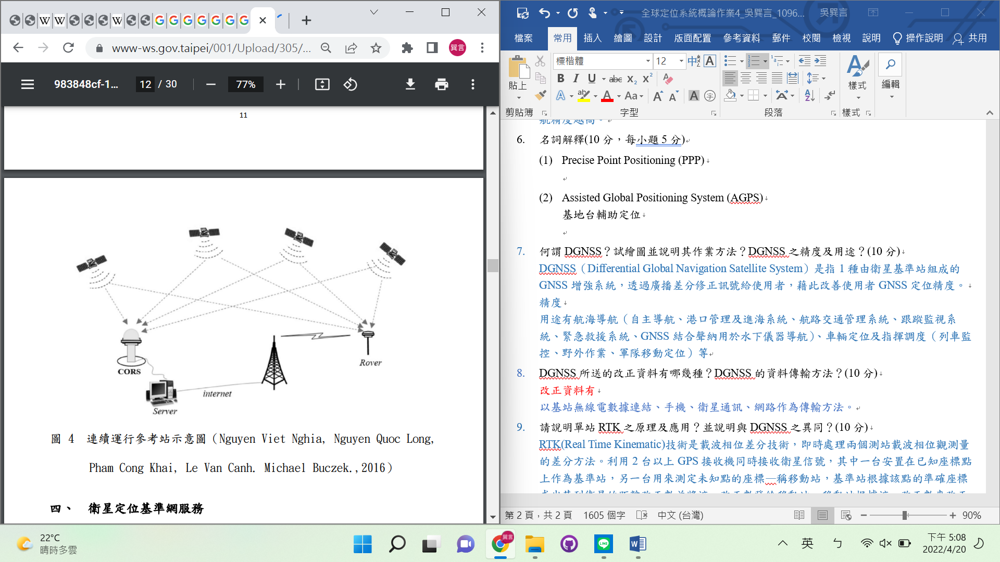 www-ws.gov.taipei/001/Upload/305/...
巽言
983848cf-1...
12 / 30
77%
11
CORS
Server
internet
Rover
圖 4 連續運行參考站示意圖（Nguyen Viet Nghia, Nguyen Quoc Long,
Pham Cong Khai, Le Van Canh. Michael Buczek.,2016）
四、 衛星定位基準網服務
全球定位系統概論作業4_吳巽言_1096...
吳巽言
檔案 常用 插入 繪圖 設計 版面配置 參考資料 郵件 校閱 檢視 說明 操作說明 共用
標楷體 12
貼上
樣式
編輯
剪貼簿 字型 段落 樣式
航精度越高。
6. 名詞解釋(10 分，每小題 5 分)
(1) Precise Point Positioning (PPP)
(2) Assisted Global Positioning System (AGPS)
基地台輔助定位
7. 何謂 DGNSS？試繪圖並說明其作業方法？DGNSS 之精度及用途？(10 分)
DGNSS（Differential Global Navigation Satellite System）是指 1 種由衛星基準站組成的
GNSS 增強系統，透過廣播差分修正訊號給使用者，藉此改善使用者 GNSS 定位精度。
精度
用途有航海導航（自主導航、港口管理及進海系統、航路交通管理系統、跟蹤監視系
統、緊急救援系統、GNSS 結合聲納用於水下儀器導航）、車輛定位及指揮調度（列車監
控、野外作業、軍隊移動定位）等
8. DGNSS 所送的改正資料有哪幾種？DGNSS 的資料傳輸方法？(10 分)
改正資料有
以基站無線電數據連結、手機、衛星通訊、網路作為傳輸方法。
9. 請說明單站 RTK 之原理及應用？並說明與 DGNSS 之異同？(10 分)
RTK(Real Time Kinematic)技術是載波相位差分技術，即時處理兩個測站載波相位觀測量
的差分方法。利用 2 台以上 GPS 接收機同時接收衛星信號，其中一台安置在已知座標點
上作為基準站，另一台用來測定未知點的座標—稱移動站，基準站根據該點的準確座標
第 2 頁，共 2 頁 1605 個字 中文 (台灣) 90%
22°C
晴時多雲
英 ㄅ
下午 5:08
2022/4/20